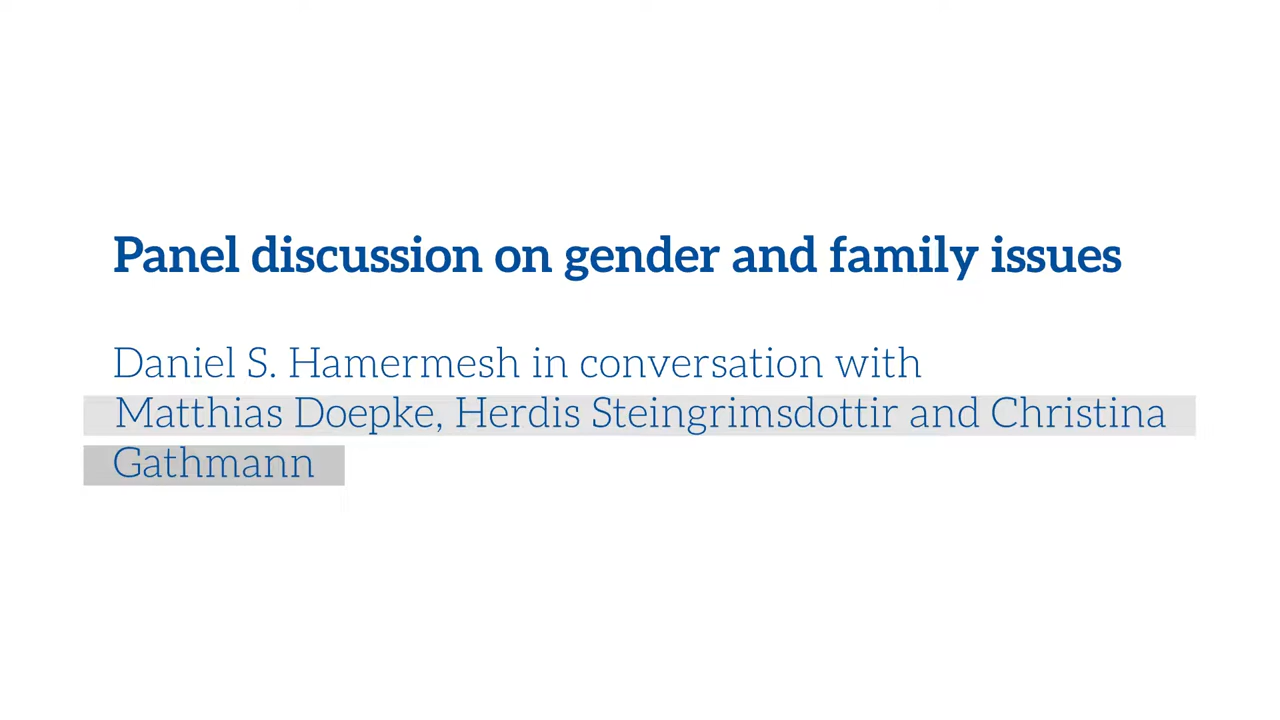 Panel discussion on gender and family issues
Daniel S. Hamermesh in conversation with
Matthias Doepke, Herdis Steingrimsdottir and Christina
Gathmann